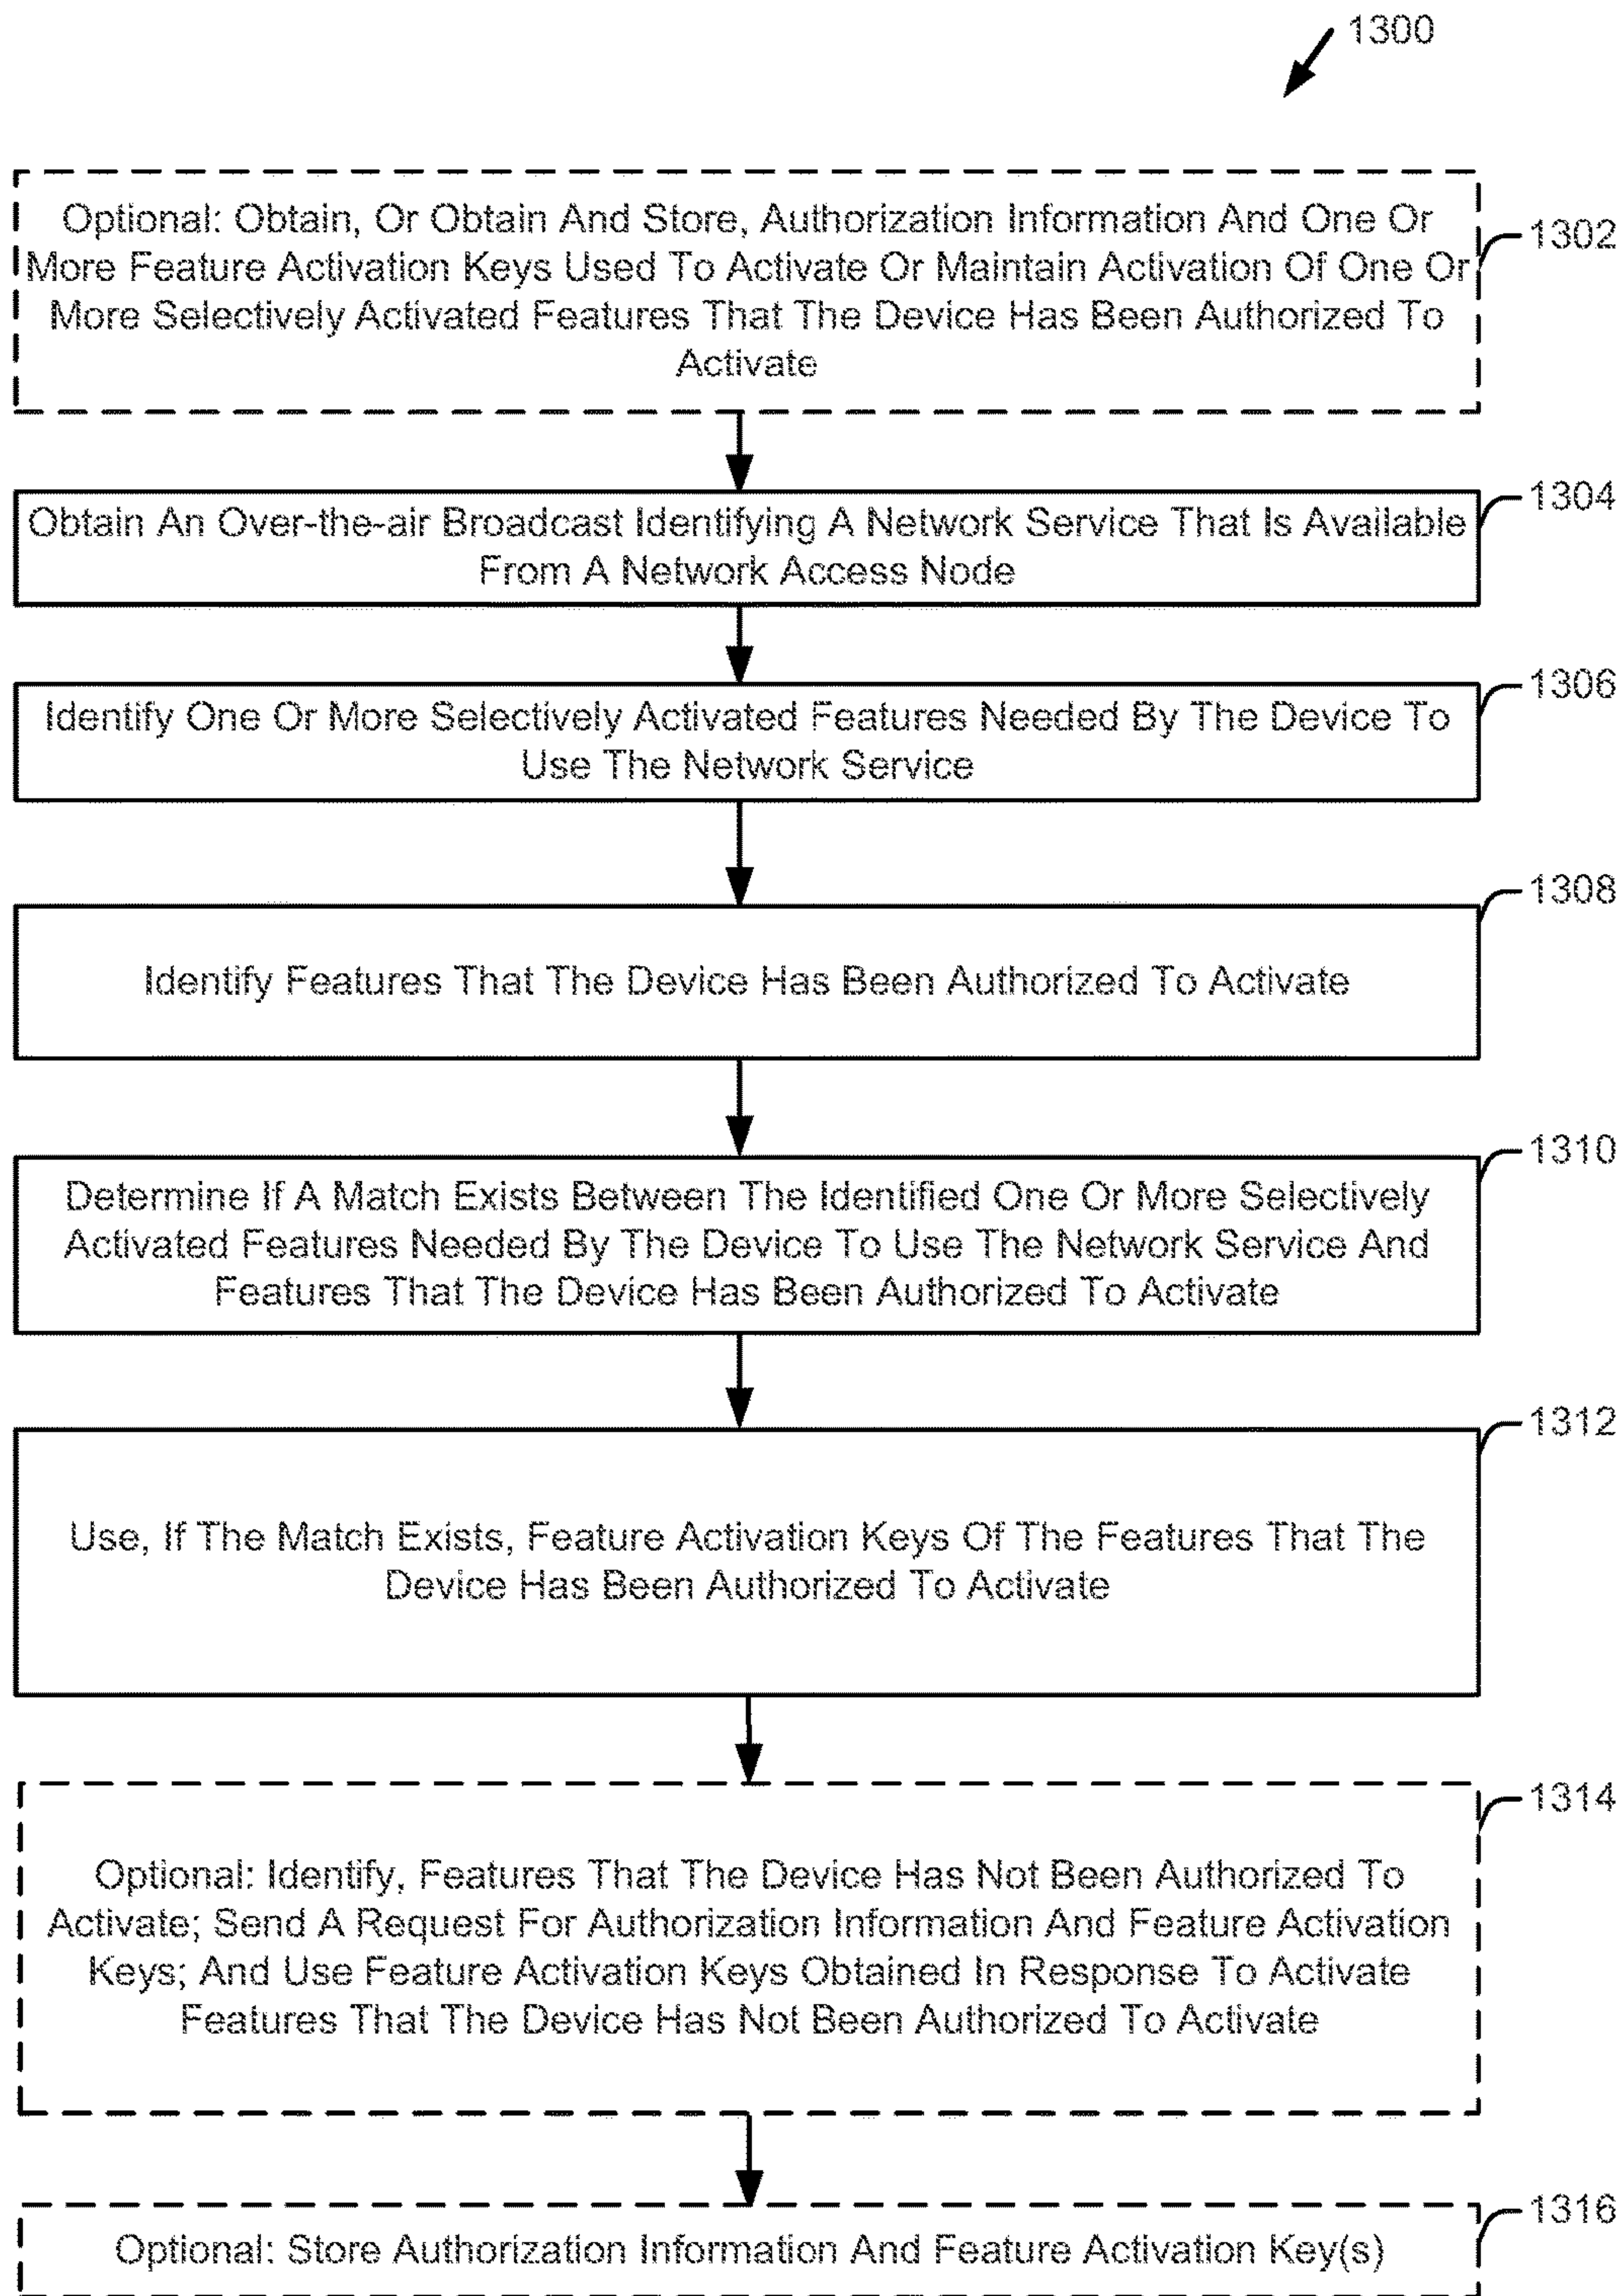 1300
Optional: Obtain, Or Obtain And Store, Authorization Information And One Or
More Feature Activation Keys Used To Activate Or Maintain Activation Of One Or
More Selectively Activated Features That The Device Has Been Authorized To
Activate
1302
Obtain An Over-the-air Broadcast Identifying A Network Service That Is Available
From A Network Access Node
1304
Identify One Or More Selectively Activated Features Needed By The Device To
Use The Network Service
1306
Identify Features That The Device Has Been Authorized To Activate
1308
Determine If A Match Exists Between The Identified One Or More Selectively
Activated Features Needed By The Device To Use The Network Service And
Features That The Device Has Been Authorized To Activate
1310
Use, If The Match Exists, Feature Activation Keys Of The Features That The
Device Has Been Authorized To Activate
1312
Optional: Identify, Features That The Device Has Not Been Authorized To
Activate; Send A Request For Authorization Information And Feature Activation
Keys; And Use Feature Activation Keys Obtained In Response To Activate
Features That The Device Has Not Been Authorized To Activate
1314
Optional: Store Authorization Information And Feature Activation Key(s)
1316